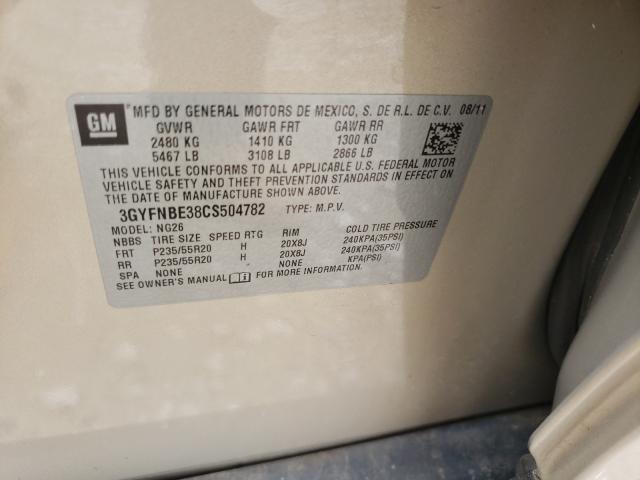 GM
*MFD BY GENERAL MOTORS DE MEXICO, S. DE R.L. DE C.V. 08/11
GVWR GAWR FRT GAWR RR
2480 KG 1410 KG 1300 KG
5467 LB 3108 LB 2866 LB
THIS VEHICLE CONFORMS TO ALL APPLICABLE U.S. FEDERAL MOTOR
VEHICLE SAFETY AND THEFT PREVENTION STANDARDS IN EFFECT ON
THE DATE OF MANUFACTURE SHOWN ABOVE.
3GYFNBE38CS504782 TYPE: M.P.V.
MODEL: NG26
NBBS TIRE SIZE SPEED RTG RIM COLD TIRE PRESSURE
FRT P235/55R20 H 20X8J 240KPA(35PSI)
RR P235/55R20 H 20X8J 240KPA(35PSI)
SPA NONE NONE KPA(PSI)
SEE OWNER'S MANUAL FOR MORE INFORMATION.